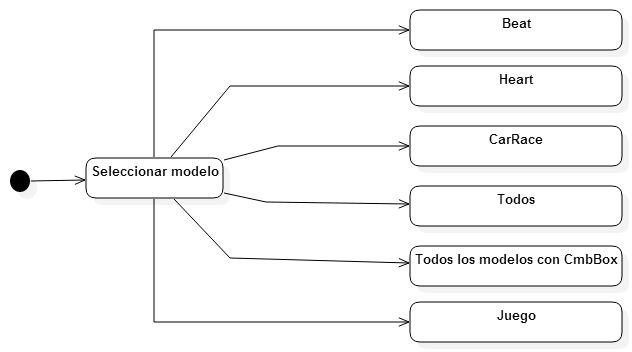 Beat
Heart
CarRace
Seleccionar modelo
Todos
Todos los modelos con CmbBox
Juego